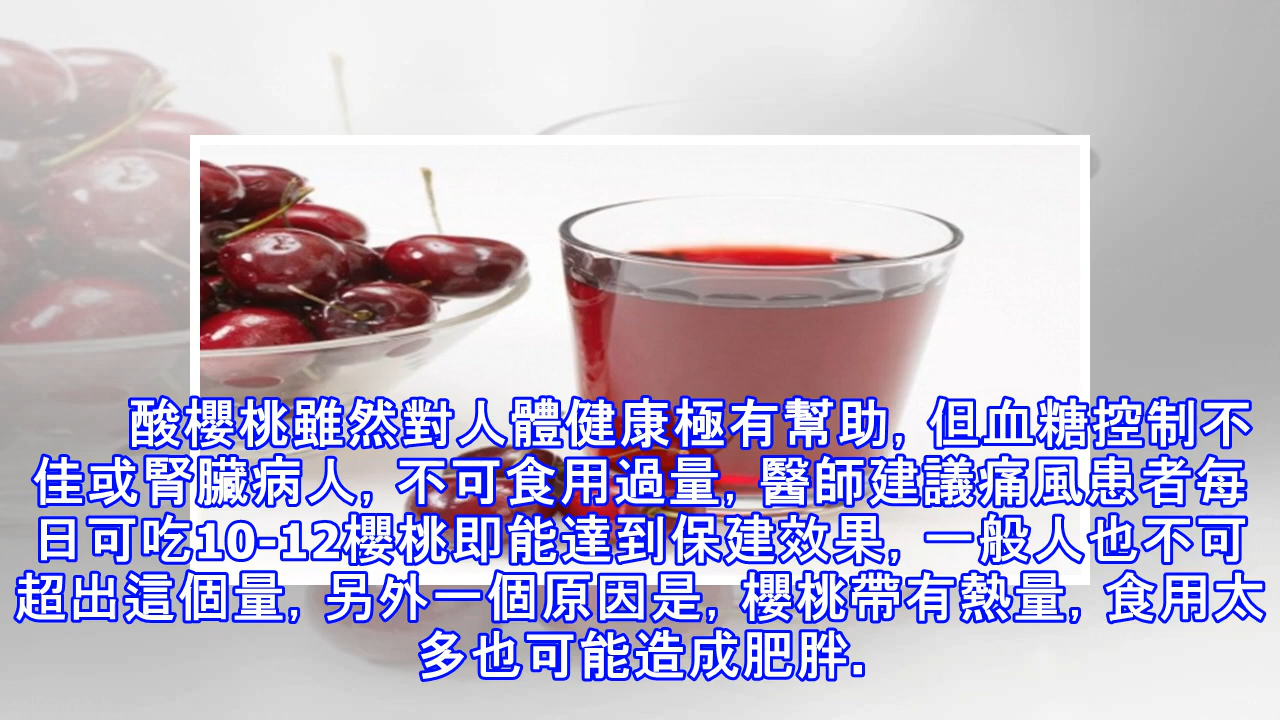 酸櫻桃雖然對人體健康極有幫助, 但血糖控制不
佳或腎臟病人, 不可食用過量, 醫師建議痛風患者每
日可吃10-12櫻桃即能達到保建效果, 一般人也不可
超出這個量, 另外一個原因是, 櫻桃帶有熱量, 食用太
多也可能造成肥胖.